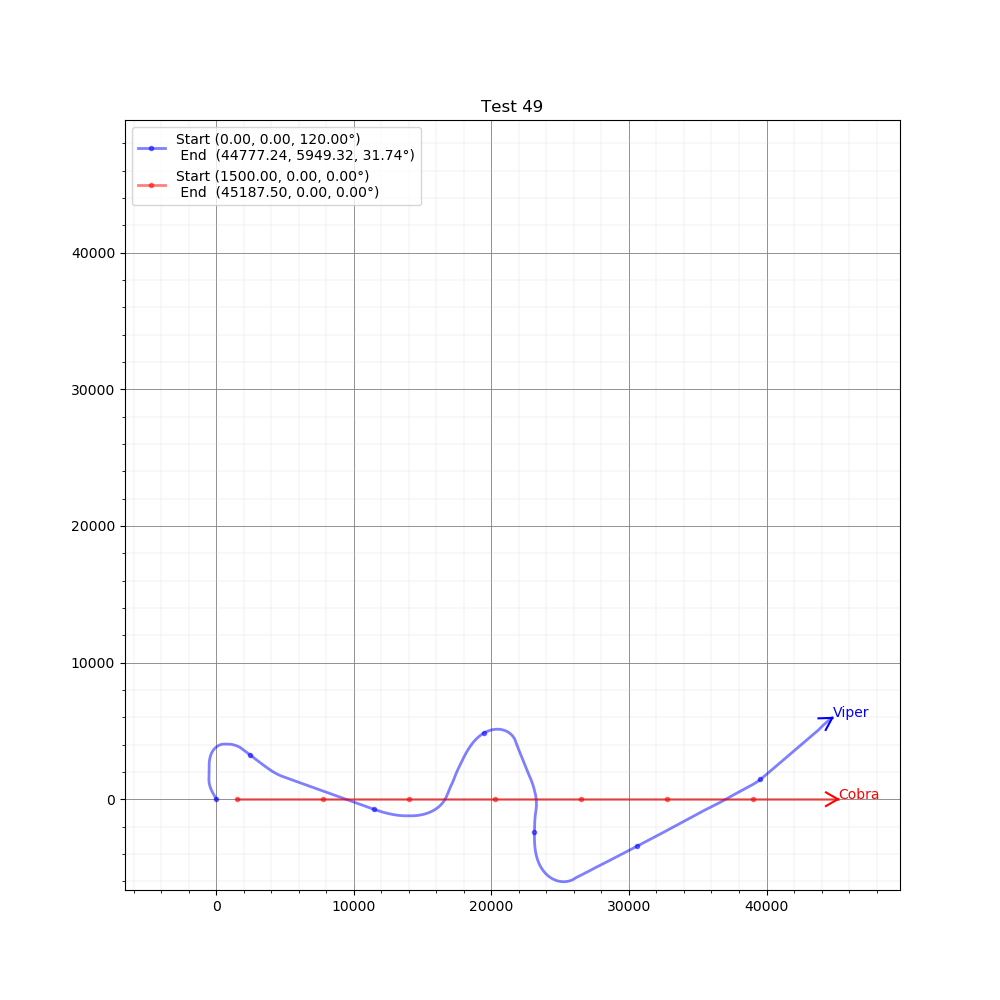 Test 49
Start (0.00, 0.00, 120.00°)
End (44777.24, 5949.32, 31.74°)
Start (1500.00, 0.00, 0.00°)
End (45187.50, 0.00, 0.00°)
40000
30000
20000
10000
0
Viper
Cobra
0
10000
20000
30000
40000